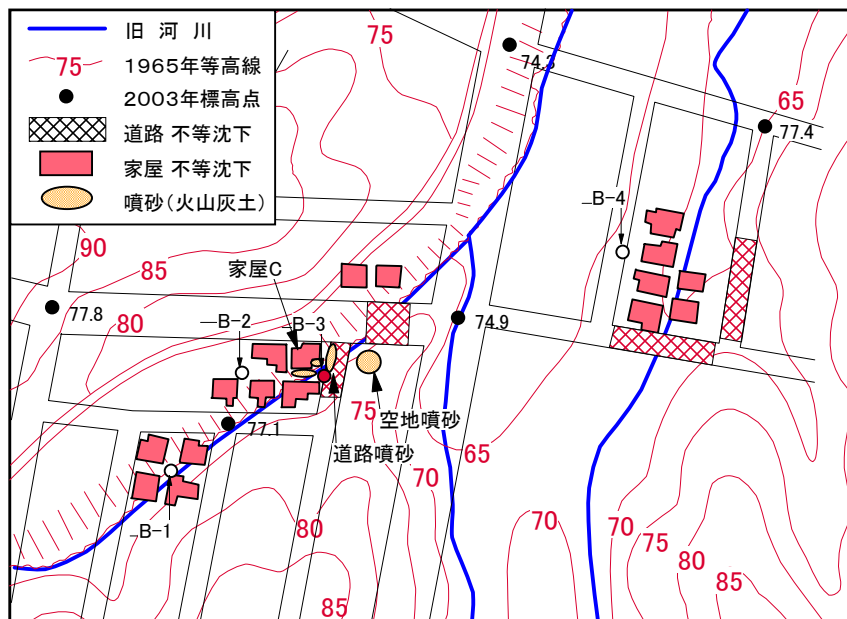 旧 河 川
75 1965年等高線
2003年標高点
道路 不等沈下
家屋 不等沈下
噴砂(火山灰土)
75
74.3
65
77.4
B-4
90
85
家屋C
80
77.8
B-2
B-3
74.9
75
空地噴砂
77.1
道路噴砂
65
70
B-1
80
70
70
75
80
85
85